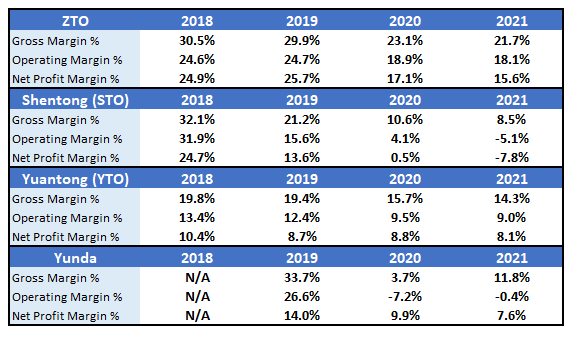 ZTO 2018 2019 2020 2021
Gross Margin % 30.5% 29.9% 23.1% 21.7%
Operating Margin % 24.6% 24.7% 18.9% 18.1%
Net Profit Margin % 24.9% 25.7% 17.1% 15.6%
Shentong (STO) 2018 2019 2020 2021
Gross Margin % 32.1% 21.2% 10.6% 8.5%
Operating Margin % 31.9% 15.6% 4.1% -5.1%
Net Profit Margin % 24.7% 13.6% 0.5% -7.8%
Yuantong (YTO) 2018 2019 2020 2021
Gross Margin % 19.8% 19.4% 15.7% 14.3%
Operating Margin % 13.4% 12.4% 9.5% 9.0%
Net Profit Margin % 10.4% 8.7% 8.8% 8.1%
Yunda 2018 2019 2020 2021
Gross Margin % N/A 33.7% 3.7% 11.8%
Operating Margin % N/A 26.6% -7.2% -0.4%
Net Profit Margin % N/A 14.0% 9.9% 7.6%